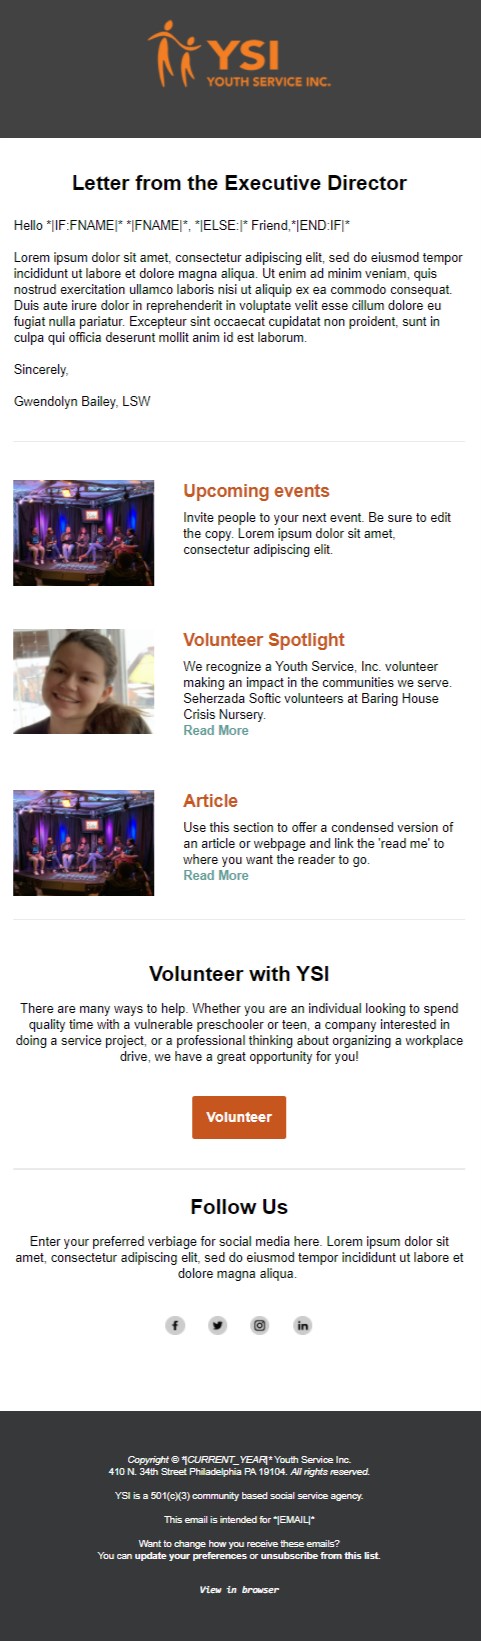 YSI
YOUTH SERVICE INC.
Letter from the Executive Director
Hello *|IF:FNAME|* *|FNAME|*, *|ELSE:|* Friend,*|END:IF|*
Lorem ipsum dolor sit amet, consectetur adipiscing elit, sed do eiusmod tempor
incididunt ut labore et dolore magna aliqua. Ut enim ad minim veniam, quis
nostrud exercitation ullamco laboris nisi ut aliquip ex ea commodo consequat.
Duis aute irure dolor in reprehenderit in voluptate velit esse cillum dolore eu
fugiat nulla pariatur. Excepteur sint occaecat cupidatat non proident, sunt in
culpa qui officia deserunt mollit anim id est laborum.
Sincerely,
Gwendolyn Bailey, LSW
Upcoming events
Invite people to your next event. Be sure to edit
the copy. Lorem ipsum dolor sit amet,
consectetur adipiscing elit.
Volunteer Spotlight
We recognize a Youth Service, Inc. volunteer
making an impact in the communities we serve.
Seherzada Softic volunteers at Baring House
Crisis Nursery.
Read More
Article
Use this section to offer a condensed version of
an article or webpage and link the 'read me' to
where you want the reader to go.
Read More
Volunteer with YSI
There are many ways to help. Whether you are an individual looking to spend
quality time with a vulnerable preschooler or teen, a company interested in
doing a service project, or a professional thinking about organizing a workplace
drive, we have a great opportunity for you!
Volunteer
Follow Us
Enter your preferred verbiage for social media here. Lorem ipsum dolor sit
amet, consectetur adipiscing elit, sed do eiusmod tempor incididunt ut labore et
dolore magna aliqua.
Copyright © *|CURRENT_YEAR|* Youth Service Inc.
410 N. 34th Street Philadelphia PA 19104. All rights reserved.
YSI is a 501(c)(3) community based social service agency.
This email is intended for *|EMAIL|*
Want to change how you receive these emails?
You can update your preferences or unsubscribe from this list.
View in browser